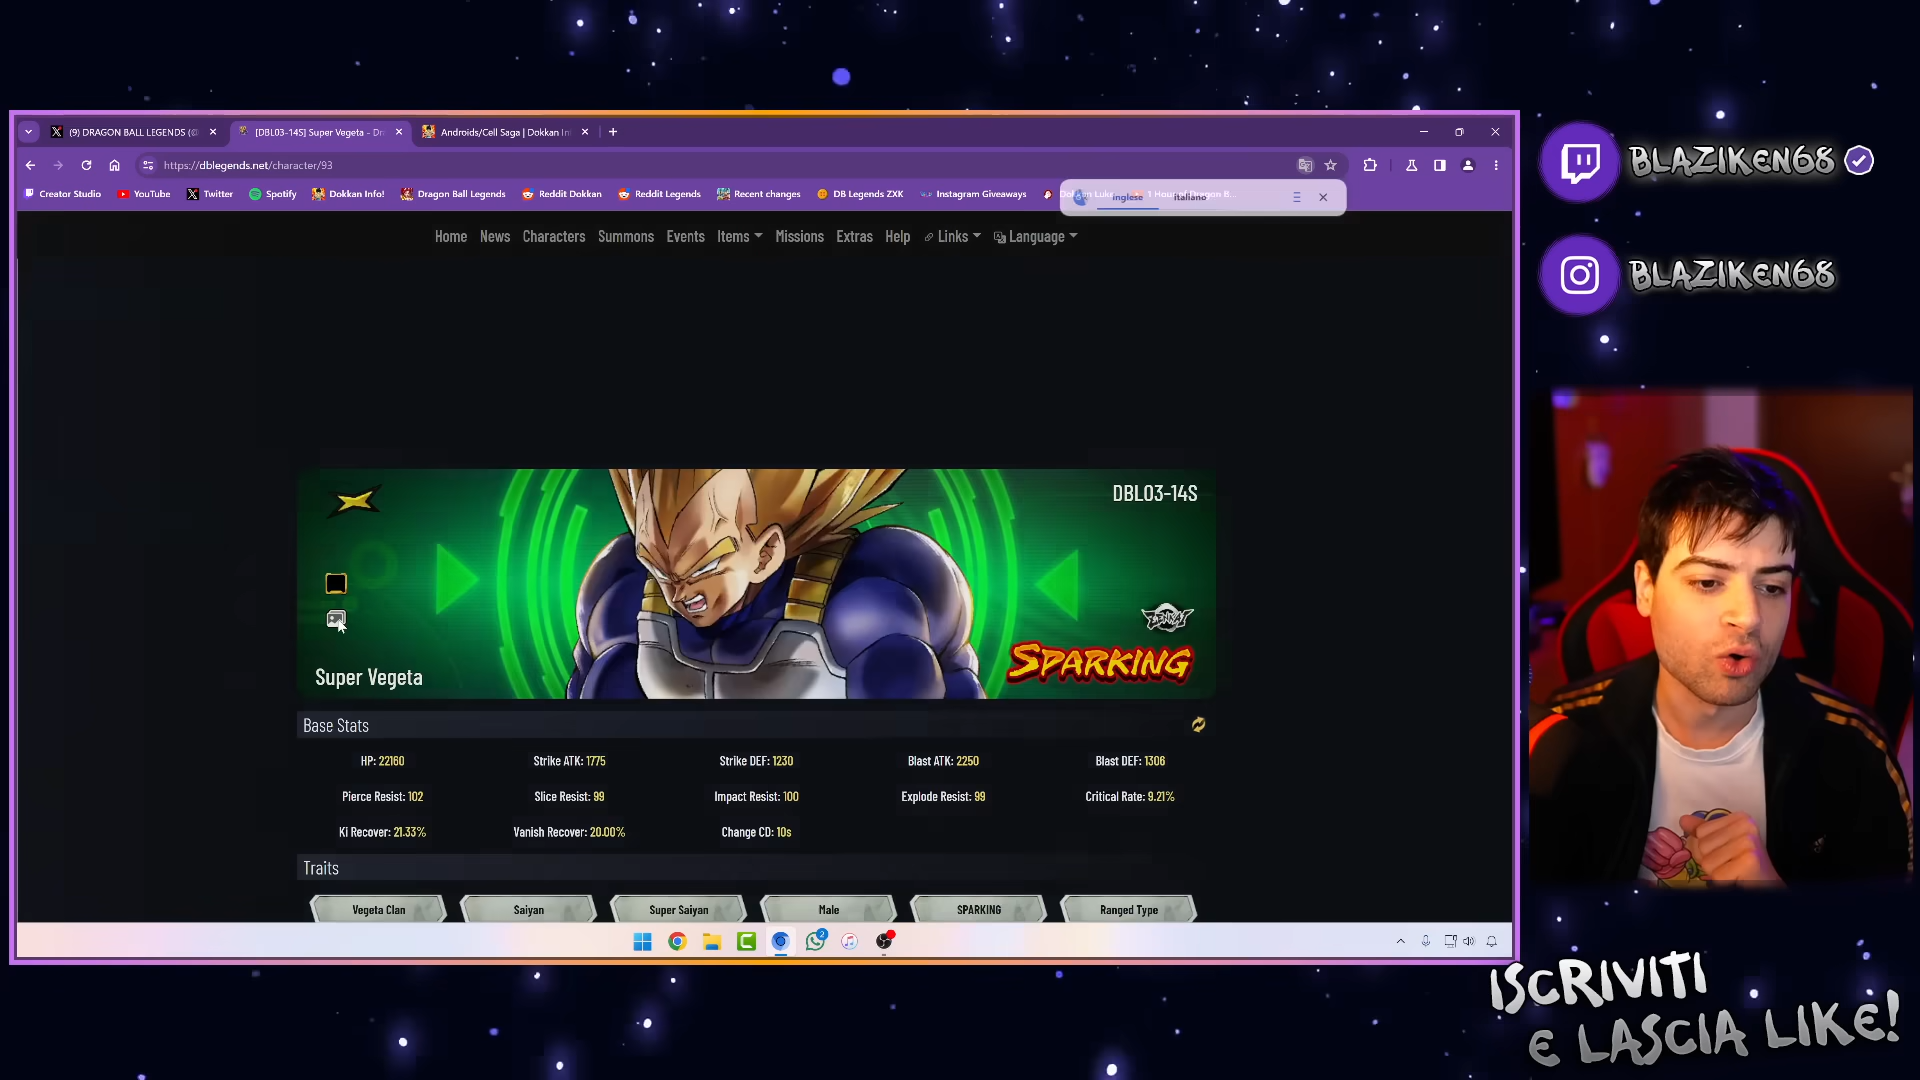 (9) DRAGON BALL LEGENDS (@
[DBL03-14S] Super Vegeta - D
Androids/Cell Saga | Dokkan In
https://dblegends.net/character/93
Creator Studio
YouTube
Twitter
Spotify
Dokkan Info!
Dragon Ball Legends
Reddit Dokkan
Reddit Legends
Recent changes
DB Legends ZXK
Instagram Giveaways
1 Hour of Dragon B...
inglese
italiano
Home
News
Characters
Summons
Events
Items
Missions
Extras
Help
Links
Language
DBL03-14S
ZENKAI
SPARKING
Super Vegeta
Base Stats
HP: 22160
Strike ATK: 1775
Strike DEF: 1230
Blast ATK: 2250
Blast DEF: 1306
Pierce Resist: 102
Slice Resist: 99
Impact Resist: 100
Explode Resist: 99
Critical Rate: 9.21%
Ki Recover: 21.33%
Vanish Recover: 20.00%
Change CD: 10s
Traits
Vegeta Clan
Saiyan
Super Saiyan
Male
SPARKING
Ranged Type
2
BLAZIKEN68
BLAZIKEN68
ISCRIVITI
E LASCIA LIKE!